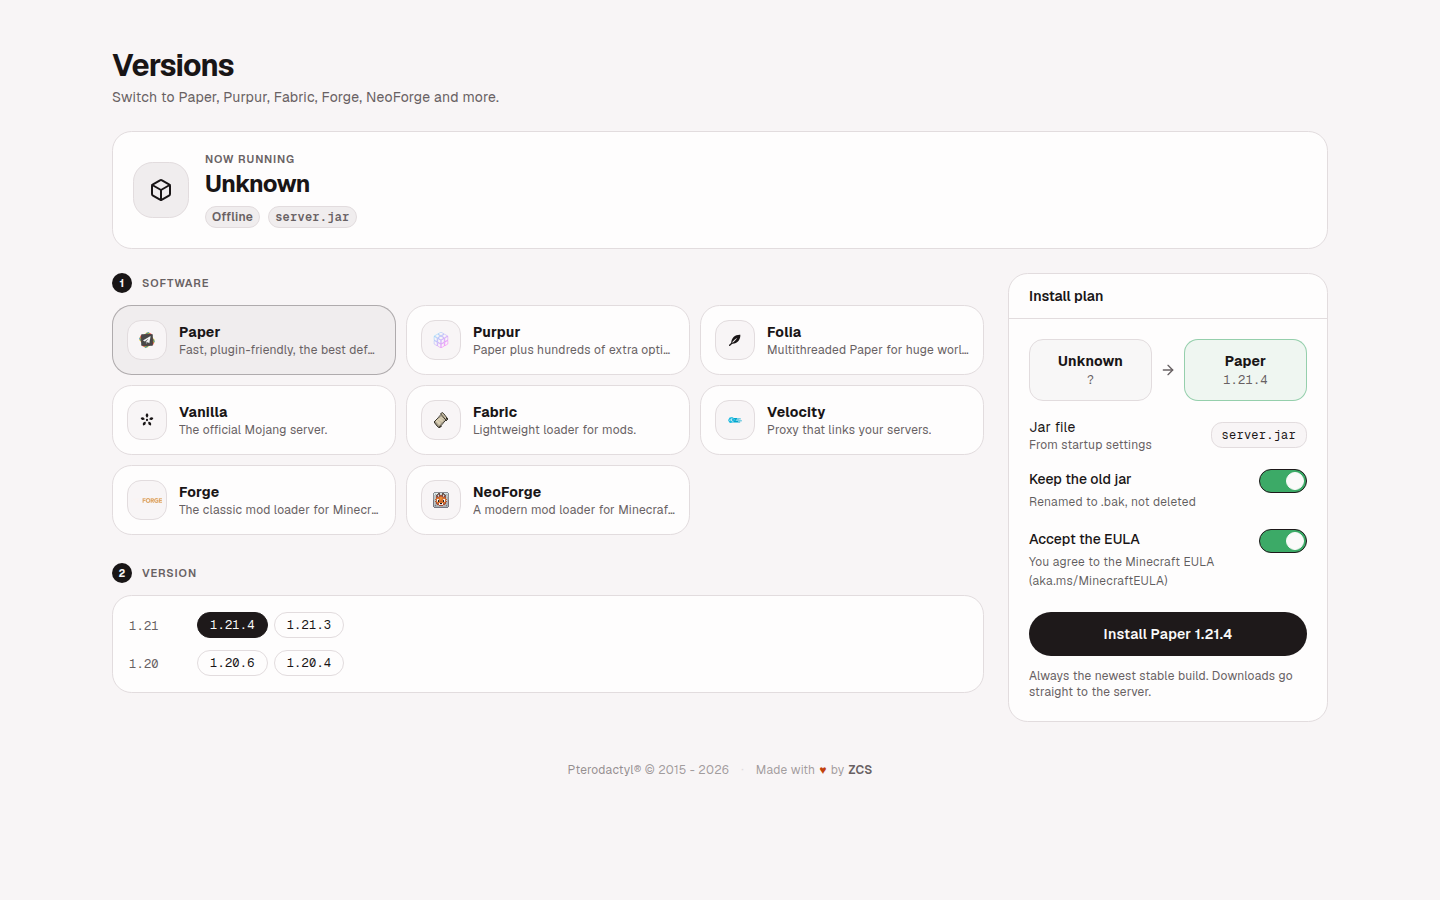 Versions
Switch to Paper, Purpur, Fabric, Forge, NeoForge and more.
NOW RUNNING
Unknown
Offline server.jar
1 SOFTWARE
Paper
Fast, plugin-friendly, the best def...
Purpur
Paper plus hundreds of extra opti...
Folia
Multithreaded Paper for huge worl...
Vanilla
The official Mojang server.
Fabric
Lightweight loader for mods.
Velocity
Proxy that links your servers.
FORGE
Forge
The classic mod loader for Minecr...
NeoForge
A modern mod loader for Minecraf...
2 VERSION
1.21 1.21.4 1.21.3
1.20 1.20.6 1.20.4
Install plan
Unknown
?
Paper
1.21.4
Jar file
From startup settings
server.jar
Keep the old jar
Renamed to .bak, not deleted
Accept the EULA
You agree to the Minecraft EULA
(aka.ms/MinecraftEULA)
Install Paper 1.21.4
Always the newest stable build. Downloads go
straight to the server.
Pterodactyl® © 2015 - 2026 · Made with ♥ by ZCS